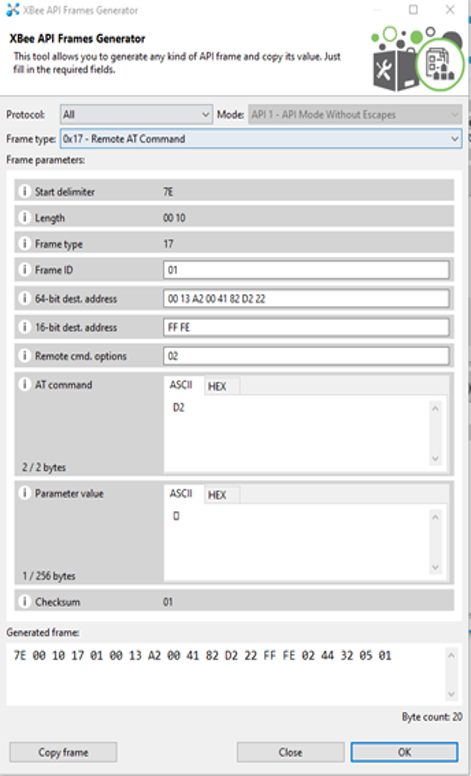 XBee API Frames Generator
XBee API Frames Generator
This tool allows you to generate any kind of API frame and copy its value. Just
fill in the required fields.
Protocol: All Mode: API 1 - API Mode Without Escapes
Frame type: 0x17 - Remote AT Command
Frame parameters:
i Start delimiter 7E
i Length 00 10
i Frame type 17
i Frame ID 01
i 64-bit dest. address 00 13 A2 00 41 82 D2 22
i 16-bit dest. address FF FE
i Remote cmd. options 02
i AT command ASCII HEX
D2
2 / 2 bytes
i Parameter value ASCII HEX
1 / 256 bytes
i Checksum 01
Generated frame:
7E 00 10 17 01 00 13 A2 00 41 82 D2 22 FF FE 02 44 32 05 01
Byte count: 20
Copy frame Close OK